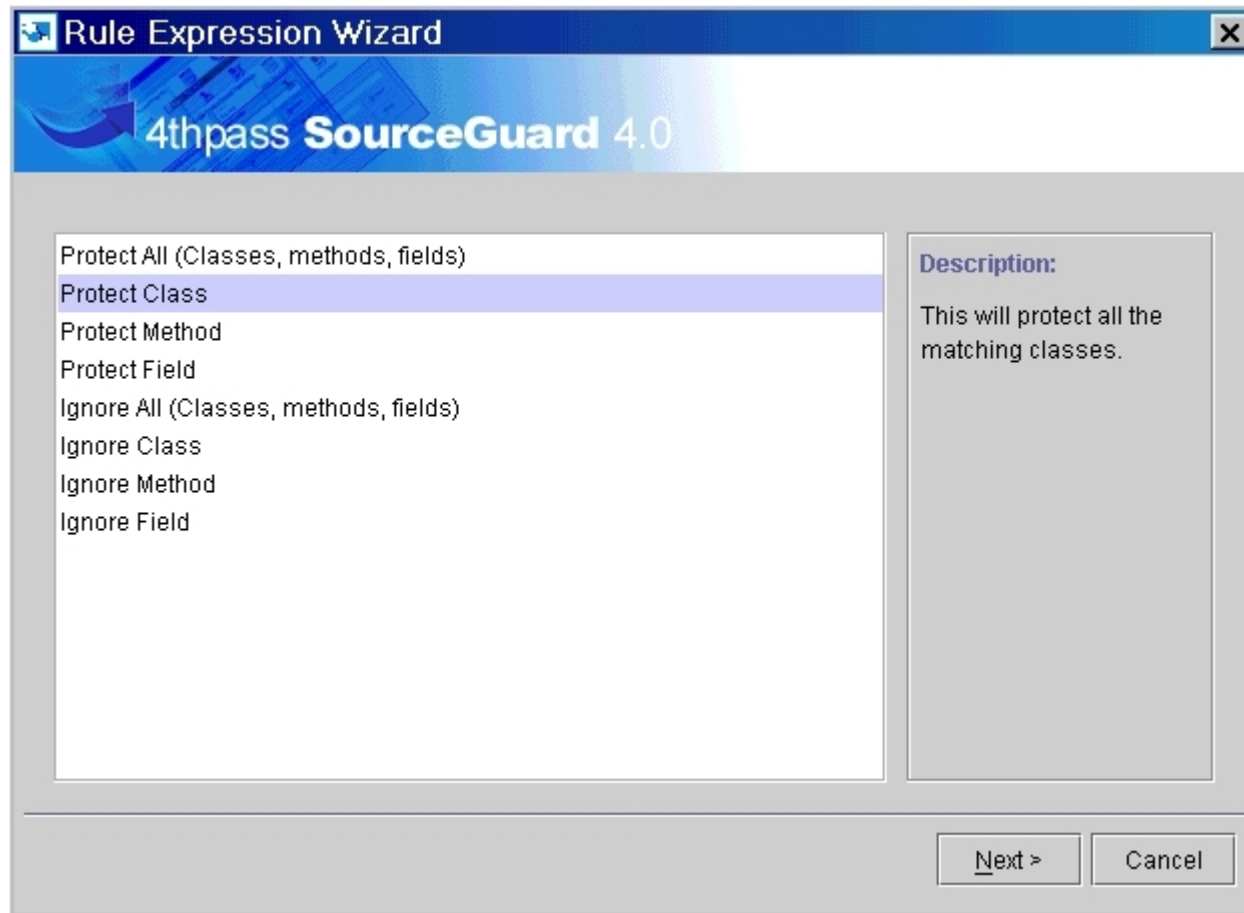 Rule Expression Wizard
4thpass SourceGuard 4.0
Protect All (Classes, methods, fields)
Protect Class
Protect Method
Protect Field
Ignore All (Classes, methods, fields)
Ignore Class
Ignore Method
Ignore Field
Description:
This will protect all the
matching classes.
Next >
Cancel